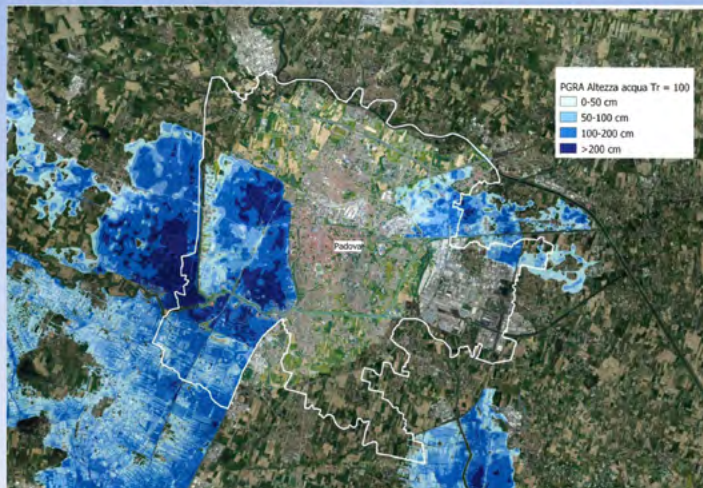 PGRA Altezza acqua Tr = 100
0-50 cm
50-100 cm
100-200 cm
>200 cm
Padova